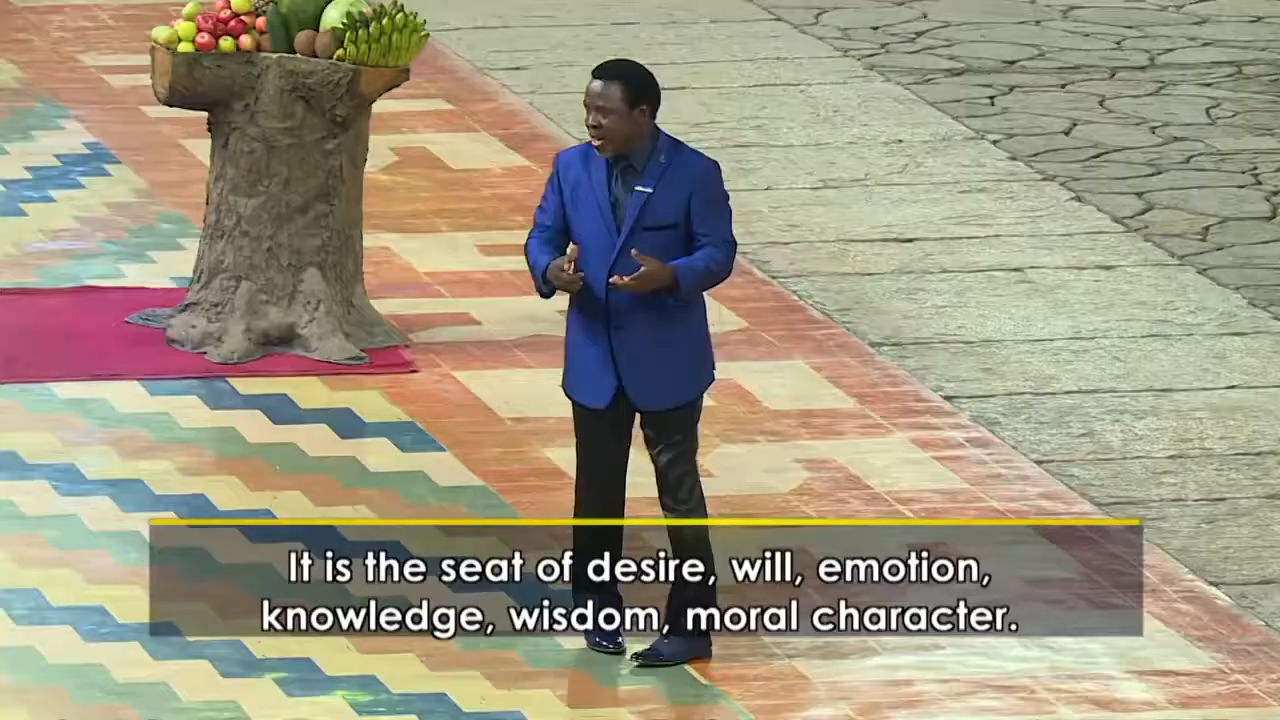 It is the seat of desire, will, emotion,
knowledge, wisdom, moral character.